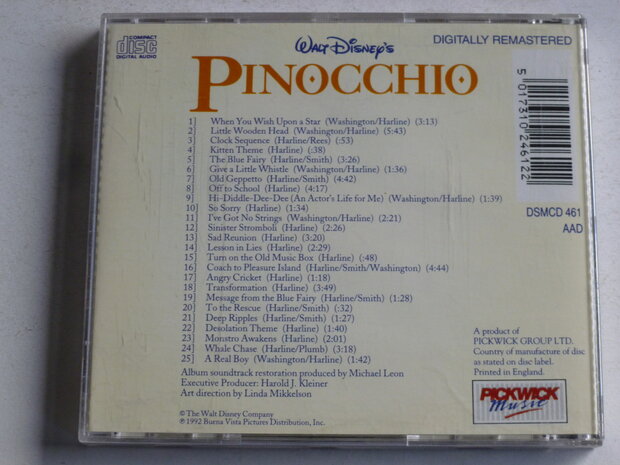 COMPACT
disc
DIGITAL AUDIO
Walt Disney's
DIGITALLY REMASTERED
PINOCCHIO
1] When You Wish Upon a Star (Washington/Harline) (3:13)
2] Little Wooden Head (Washington/Harline) (5:43)
3] Clock Sequence (Harline/Rees) (:53)
4] Kitten Theme (Harline) (:38)
5] The Blue Fairy (Harline/Smith) (3:26)
6] Give a Little Whistle (Washington/Harline) (1:36)
7] Old Geppetto (Harline/Smith) (4:42)
8] Off to School (Harline) (4:17)
9] Hi-Diddle-Dee-Dee (An Actor's Life for Me) (Washington/Harline) (1:39)
10] So Sorry (Harline) (1:34)
11] I've Got No Strings (Washington/Harline) (2:21)
12] Sinister Stromboli (Harline) (2:26)
13] Sad Reunion (Harline) (3:20)
14] Lesson in Lies (Harline) (2:29)
15] Turn on the Old Music Box (Harline) (:48)
16] Coach to Pleasure Island (Harline/Smith/Washington) (4:44)
17] Angry Cricket (Harline) (1:18)
18] Transformation (Harline) (3:49)
19] Message from the Blue Fairy (Harline/Smith) (1:28)
20] To the Rescue (Harline/Smith) (:32)
21] Deep Ripples (Harline/Smith) (1:27)
22] Desolation Theme (Harline) (1:40)
23] Monstro Awakens (Harline) (2:01)
24] Whale Chase (Harline/Plumb) (3:18)
25] A Real Boy (Washington/Harline) (1:42)
Album soundtrack restoration produced by Michael Leon
Executive Producer: Harold J. Kleiner
Art direction by Linda Mikkelson,
© The Walt Disney Company
℗ 1992 Buena Vista Pictures Distribution, Inc.
5 017310 246122
DSMCD 461
AAD
A product of
PICKWICK GROUP LTD.
Country of manufacture of disc
as stated on disc label.
Printed in England.
PICKWICK
Music